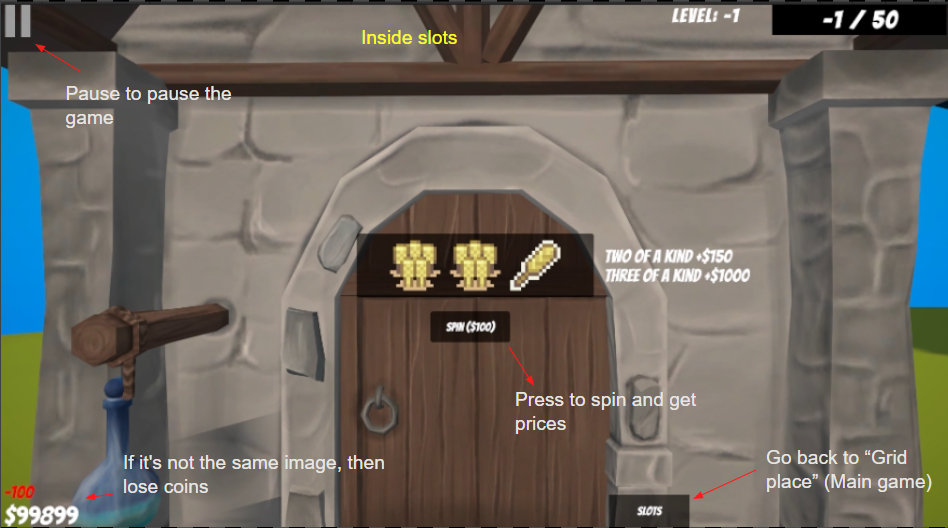 LEVEL: -1
-1 / 50
Inside slots
Pause to pause the
game
TWO OF A KIND +$150
THREE OF A KIND +$1000
SPIN ($100)
Press to spin and get
prices
If it's not the same image, then
lose coins
Go back to “Grid
place” (Main game)
-100
$99899
SLOTS